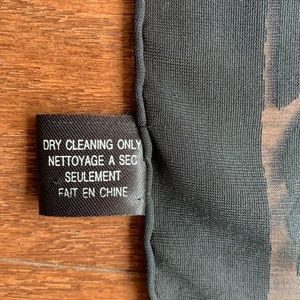 DRY CLEANING ONLY
NETTOYAGE A SEC
SEULEMENT
FAIT EN CHINE